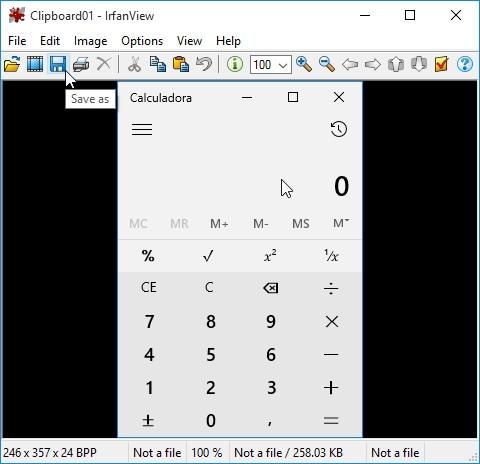 Clipboard01 - IrfanView
File Edit Image Options View Help
100
Save as
Calculadora
0
MC MR M+ M- MS M˅
% √ x² ¹/x
CE C ÷
7 8 9 ×
4 5 6 −
1 2 3 +
± 0 , =
246 x 357 x 24 BPP Not a file 100 % Not a file / 258.03 KB Not a file